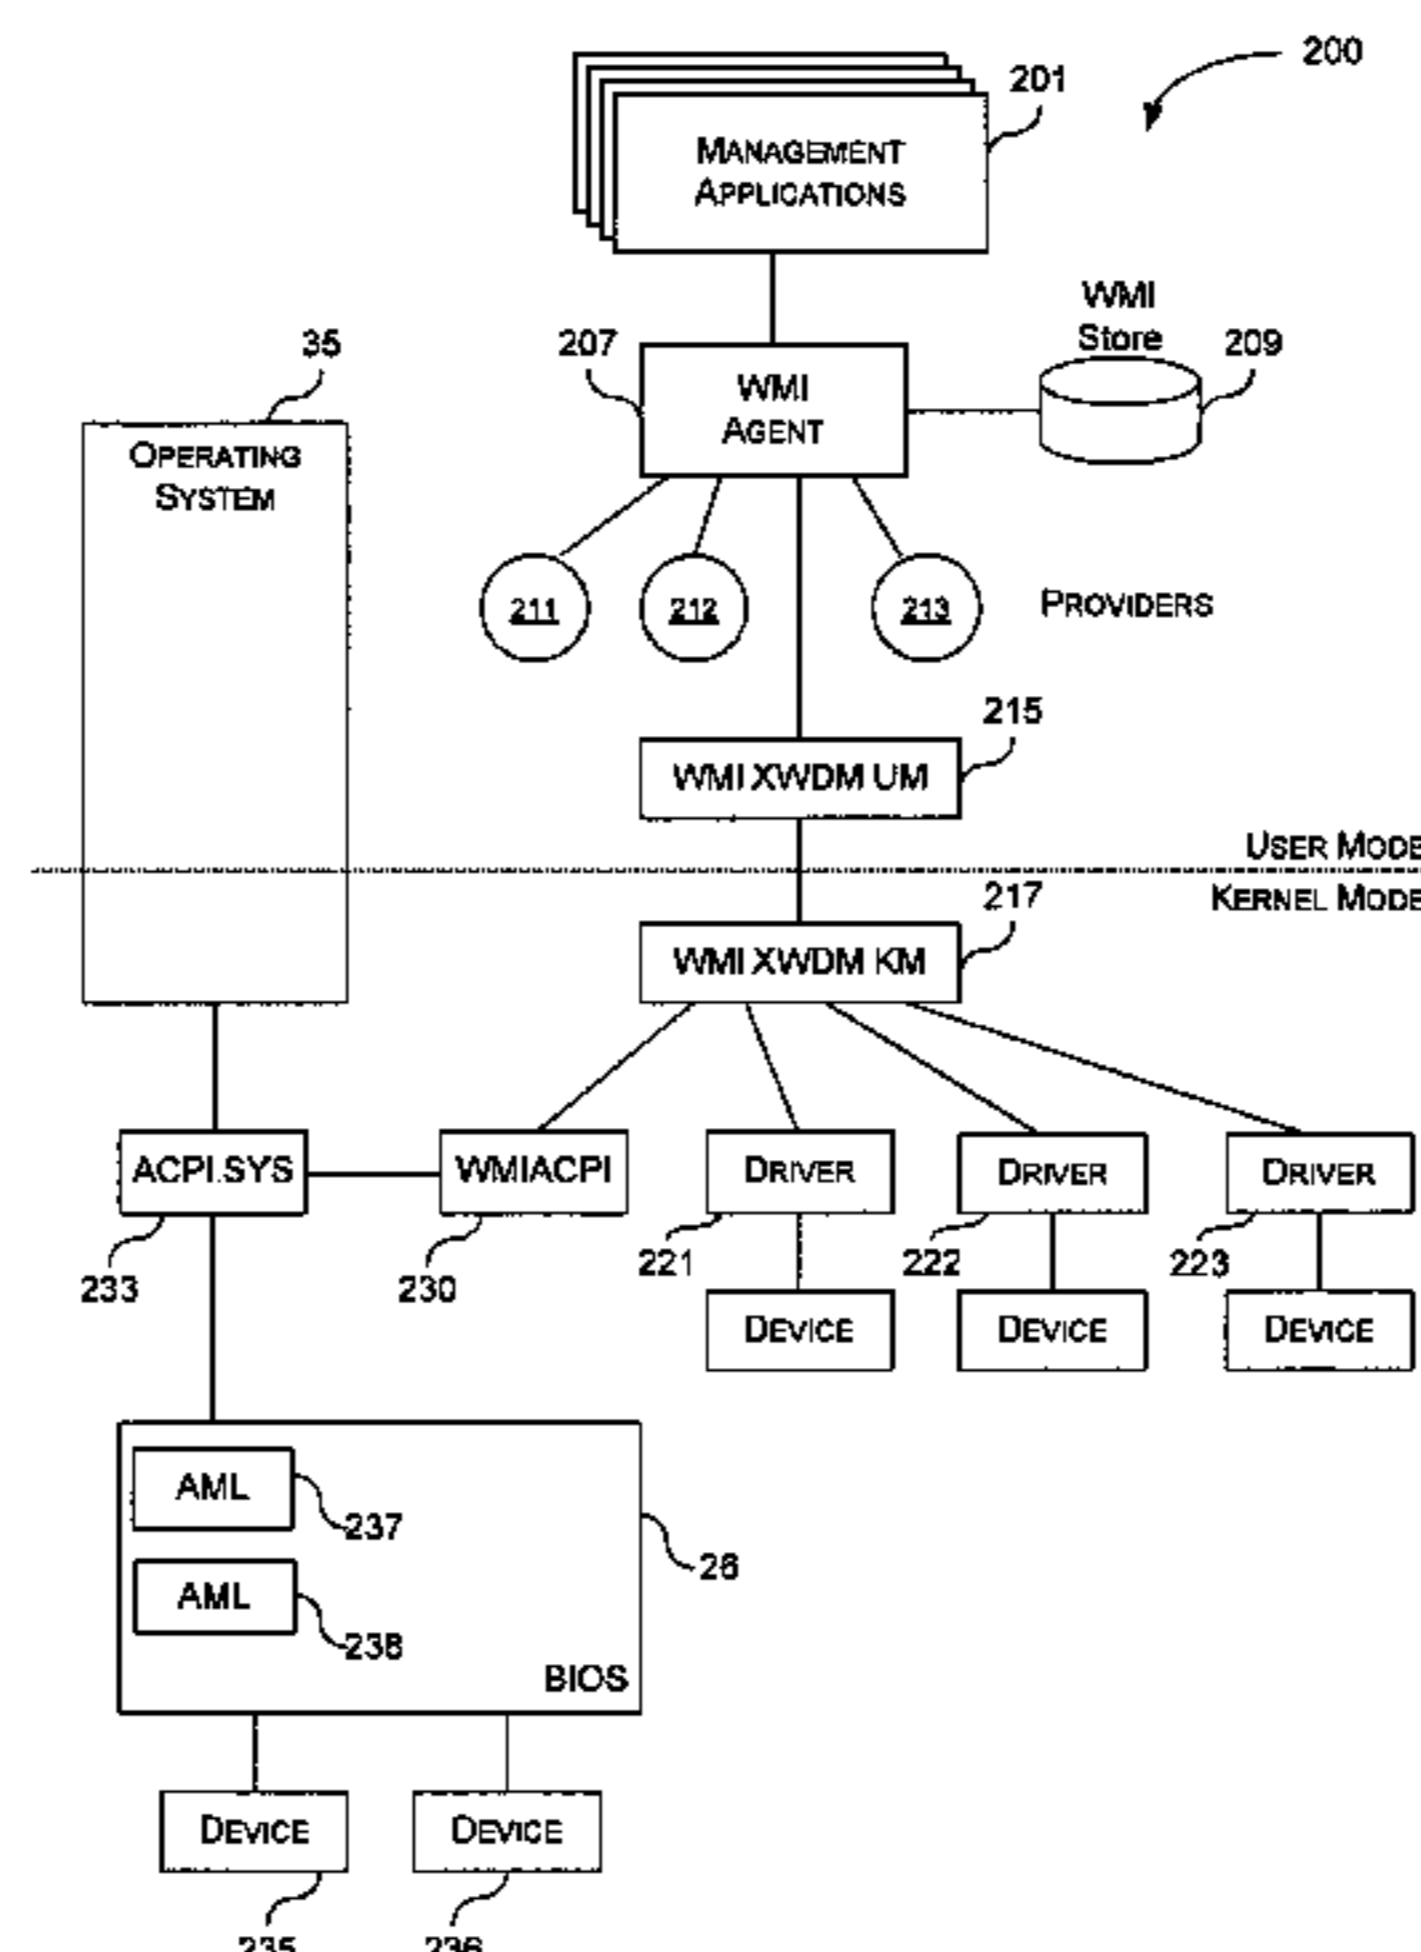 200
201
MANAGEMENT
APPLICATIONS
WMI
Store
35
207
209
WMI
AGENT
OPERATING
SYSTEM
211
212
213
PROVIDERS
215
WMI XWDM UM
USER MODE
217
KERNEL MODE
WMI XWDM KM
ACPI.SYS
WMIACPI
DRIVER
DRIVER
DRIVER
233
230
221
222
223
DEVICE
DEVICE
DEVICE
AML
237
26
AML
238
BIOS
DEVICE
DEVICE
235
236